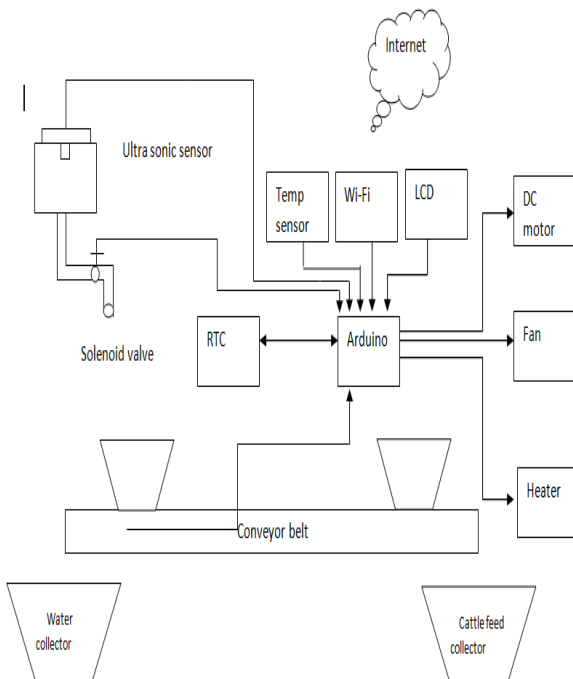 Internet
Ultra sonic sensor
Temp
sensor
Wi-Fi
LCD
DC
motor
Solenoid valve
RTC
Arduino
Fan
Heater
Conveyor belt
Water
collector
Cattle feed
collector